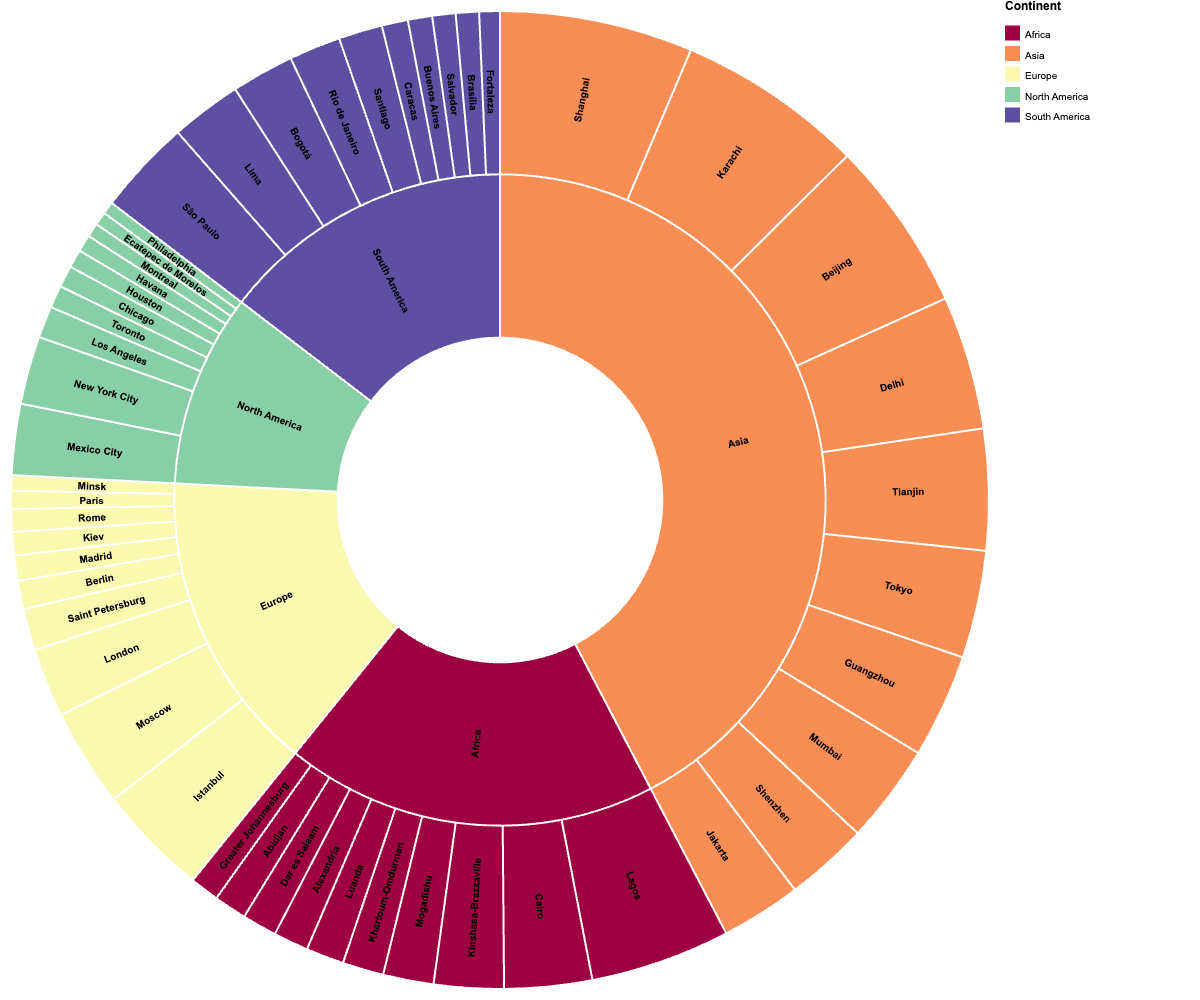 Continent
Africa
Asia
Europe
North America
South America
Shanghai
Karachi
Beijing
Delhi
Tianjin
Tokyo
Guangzhou
Mumbai
Shenzhen
Jakarta
Asia
Lagos
Cairo
Kinshasa-Brazzaville
Mogadishu
Khartoum-Omdurman
Luanda
Alexandria
Dar es Salaam
Abidjan
Greater Johannesburg
Africa
Istanbul
Moscow
London
Saint Petersburg
Berlin
Madrid
Kiev
Rome
Paris
Minsk
Europe
Mexico City
New York City
Los Angeles
Toronto
Chicago
Houston
Havana
Montreal
Ecatepec de Morelos
Philadelphia
North America
São Paulo
Lima
Bogotá
Rio de Janeiro
Santiago
Caracas
Buenos Aires
Salvador
Brasília
Fortaleza
South America